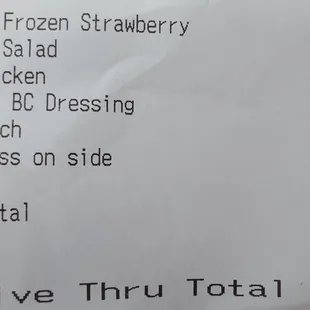 Frozen Strawberry
Salad
cken
BC Dressing
ch
ss on side
tal
ve Thru Total